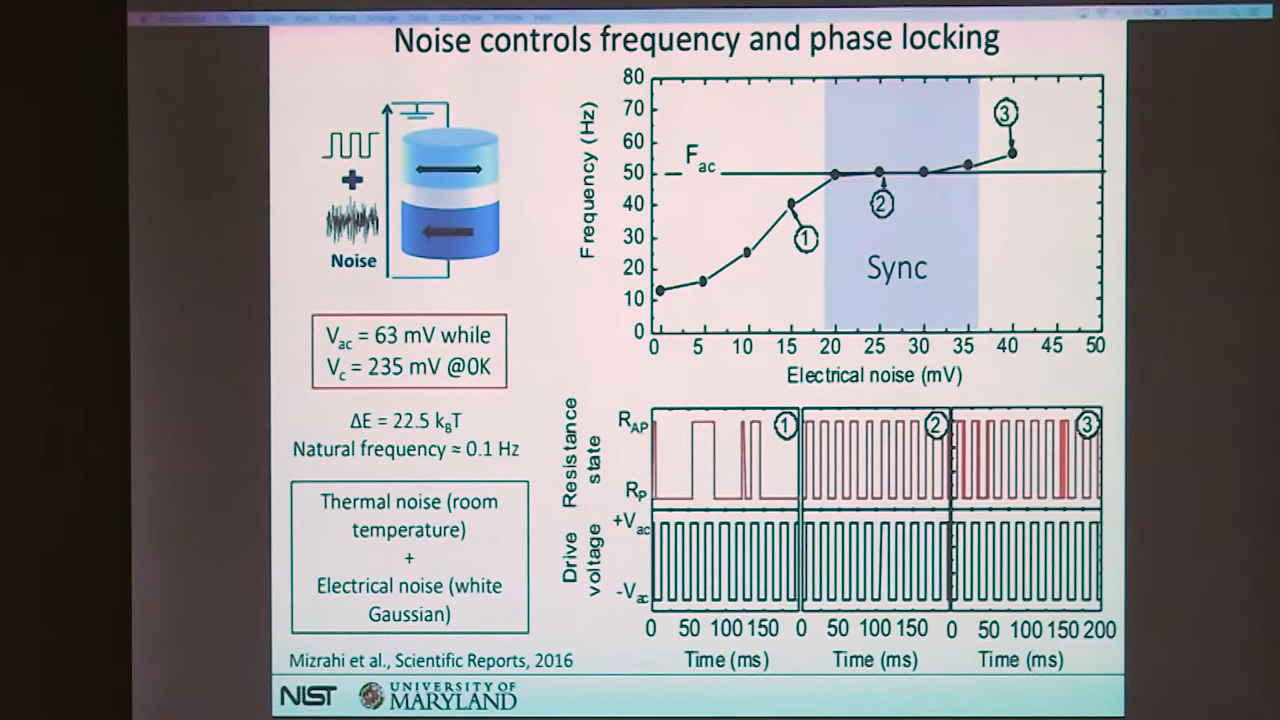 Noise controls frequency and phase locking
+
Noise
V_ac = 63 mV while
V_c = 235 mV @0K
ΔE = 22.5 k_BT
Natural frequency ≈ 0.1 Hz
Thermal noise (room
temperature)
+
Electrical noise (white
Gaussian)
Mizrahi et al., Scientific Reports, 2016
NIST
UNIVERSITY OF
MARYLAND
Frequency (Hz)
80
70
60
50
40
30
20
10
0
F_ac
1
2
3
Sync
0 5 10 15 20 25 30 35 40 45 50
Electrical noise (mV)
Resistance
state
R_AP
R_P
1
2
3
Drive
voltage
+V_ac
-V_ac
0 50 100 150 0 50 100 150 0 50 100 150 200
Time (ms) Time (ms) Time (ms)